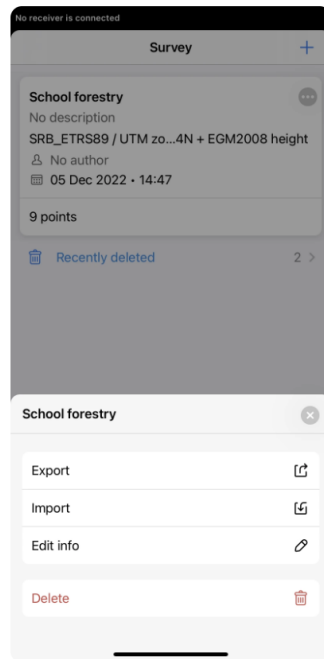 No receiver is connected
Survey
School forestry
No description
SRB_ETRS89 / UTM zo...4N + EGM2008 height
No author
05 Dec 2022 • 14:47
9 points
Recently deleted 2
School forestry
Export
Import
Edit info
Delete